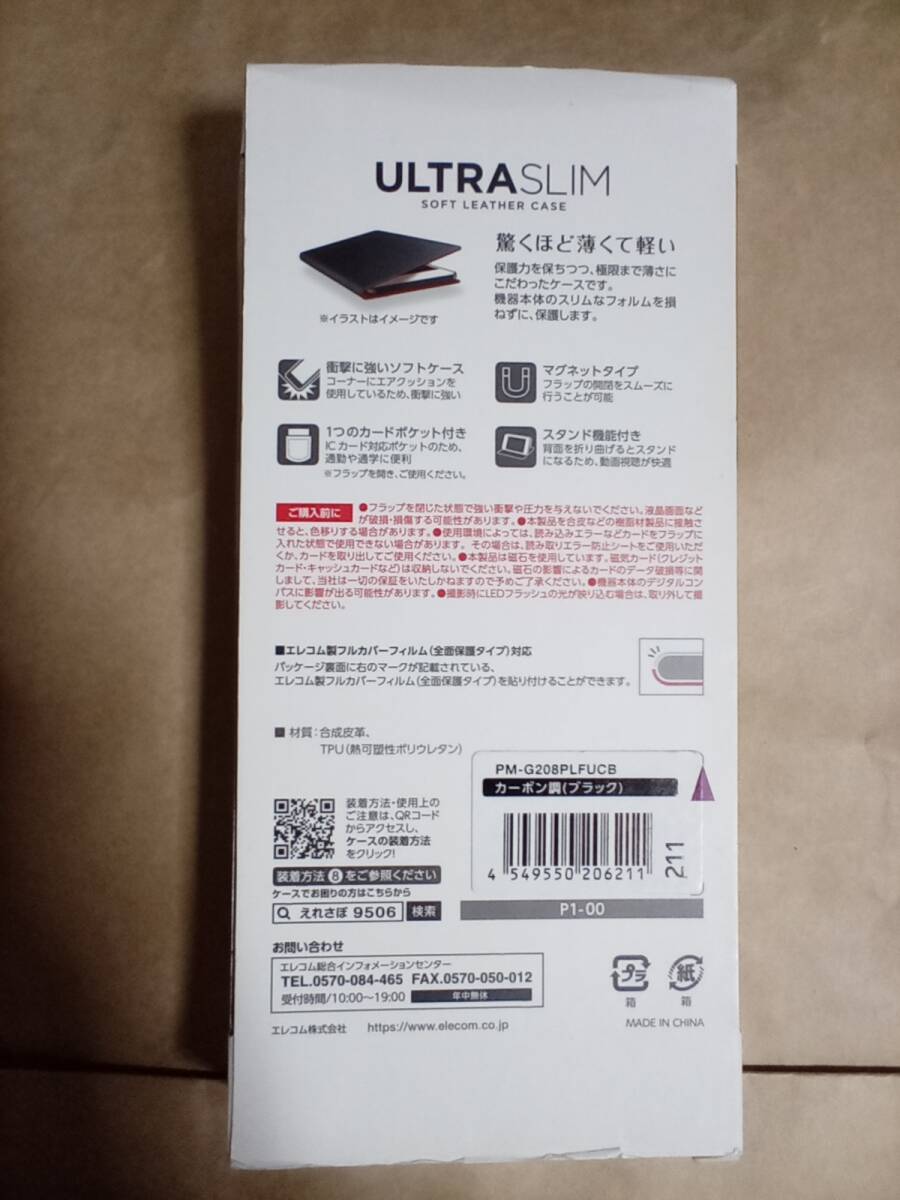 ULTRASLIM
SOFT LEATHER CASE
驚くほど薄くて軽い
保護力を保ちつつ、極限まで薄さに
こだわったケースです。
機器本体のスリムなフォルムを損
ねずに、保護します。
※イラストはイメージです
衝撃に強いソフトケース
コーナーにエアクッションを
使用しているため、衝撃に強い
マグネットタイプ
フラップの開閉をスムーズに
行うことが可能
1つのカードポケット付き
ICカード対応ポケットのため、
通勤や通学に便利
※フラップを開き、ご使用ください。
スタンド機能付き
背面を折り曲げるとスタンド
になるため、動画視聴が快適
ご購入前に ●フラップを閉じた状態で強い衝撃や圧力を与えないでください。液晶画面など
が破損・損傷する可能性があります。●本製品を合皮などの樹脂材製品に接触さ
せると、色移りする場合があります。●使用環境によっては、読み込みエラーなどカードをフラップに
入れた状態で使用できない場合があります。その場合は、読み取りエラー防止シートをご使用いただ
くか、カードを取り出してご使用ください。●本製品は磁石を使用しています。磁気カード(クレジット
カード・キャッシュカードなど)は収納しないでください。磁石の影響によるカードのデータ破損等に関
しまして、当社は一切の保証をいたしかねますので予めご了承ください。●機器本体のデジタルコン
パスに影響が出る可能性があります。●撮影時にLEDフラッシュの光が映り込む場合は、取り外して撮
影してください。
■エレコム製フルカバーフィルム(全面保護タイプ)対応
パッケージ裏面に右のマークが記載されている、
エレコム製フルカバーフィルム(全面保護タイプ)を貼り付けることができます。
■材質:合成皮革、
TPU(熱可塑性ポリウレタン)
PM-G208PLFUCB
カーボン調(ブラック)
4 549550 206211
211
装着方法・使用上の
ご注意は、QRコード
からアクセスし、
ケースの装着方法
をクリック!
装着方法⑧をご参照ください
ケースでお困りの方はこちらから
えれさぽ 9506 検索
P1-00
お問い合わせ
エレコム総合インフォメーションセンター
TEL.0570-084-465 FAX.0570-050-012
受付時間/10:00〜19:00 年中無休
エレコム株式会社 https://www.elecom.co.jp
プラ
箱
紙
箱
MADE IN CHINA